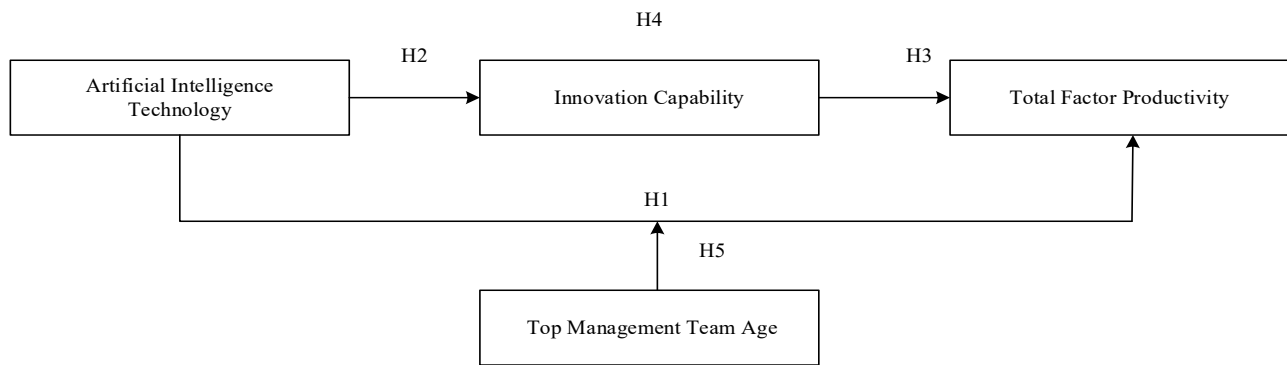 H4
H2
H3
Artificial Intelligence
Technology
Innovation Capability
Total Factor Productivity
H1
H5
Top Management Team Age